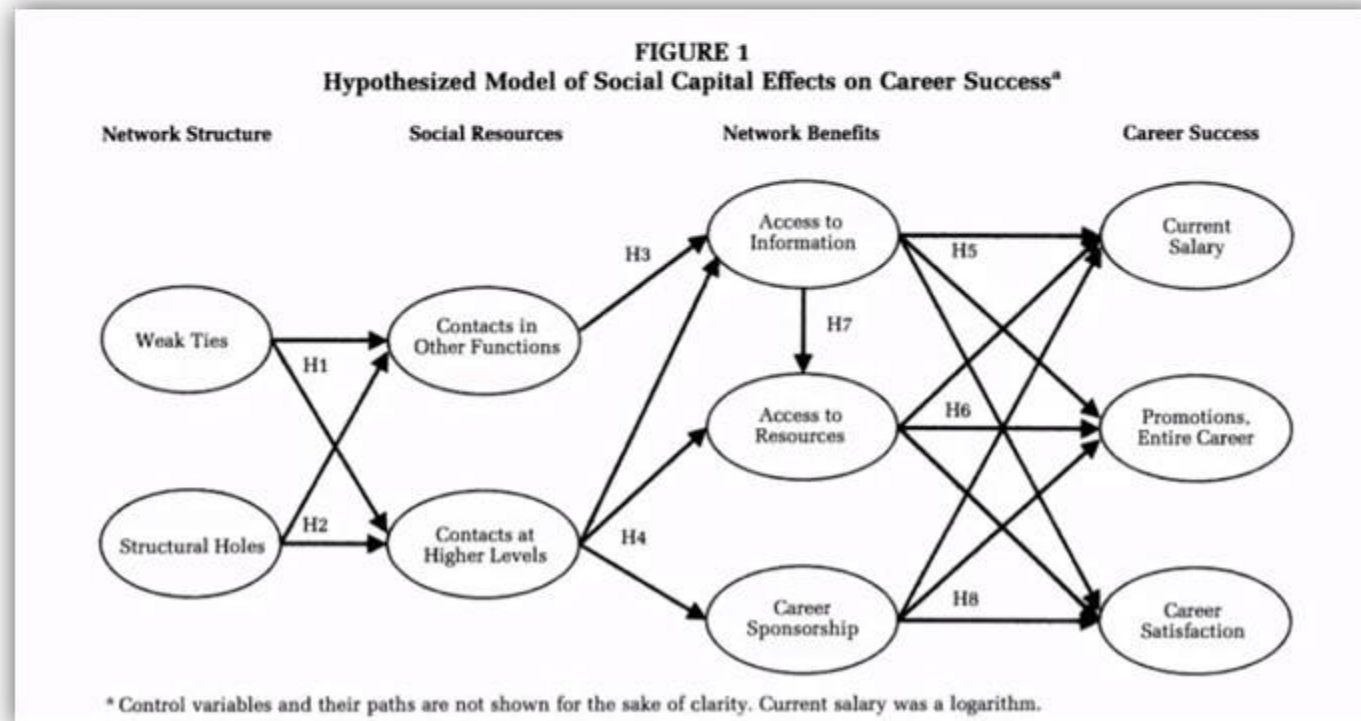 FIGURE 1
Hypothesized Model of Social Capital Effects on Career Successᵃ
Network Structure
Social Resources
Network Benefits
Career Success
Weak Ties
Structural Holes
H1
H2
Contacts in
Other Functions
Contacts at
Higher Levels
H3
H4
Access to
Information
H7
Access to
Resources
Career
Sponsorship
H5
H6
H8
Current
Salary
Promotions,
Entire Career
Career
Satisfaction
ᵃ Control variables and their paths are not shown for the sake of clarity. Current salary was a logarithm.